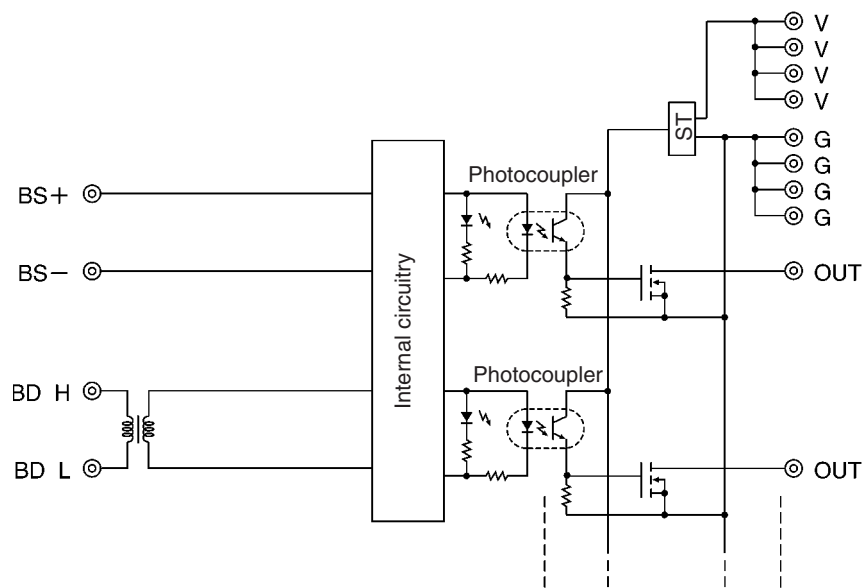 V
V
V
V
ST
G
G
G
G
Photocoupler
BS+
BS−
OUT
Internal circuitry
Photocoupler
BD H
BD L
OUT